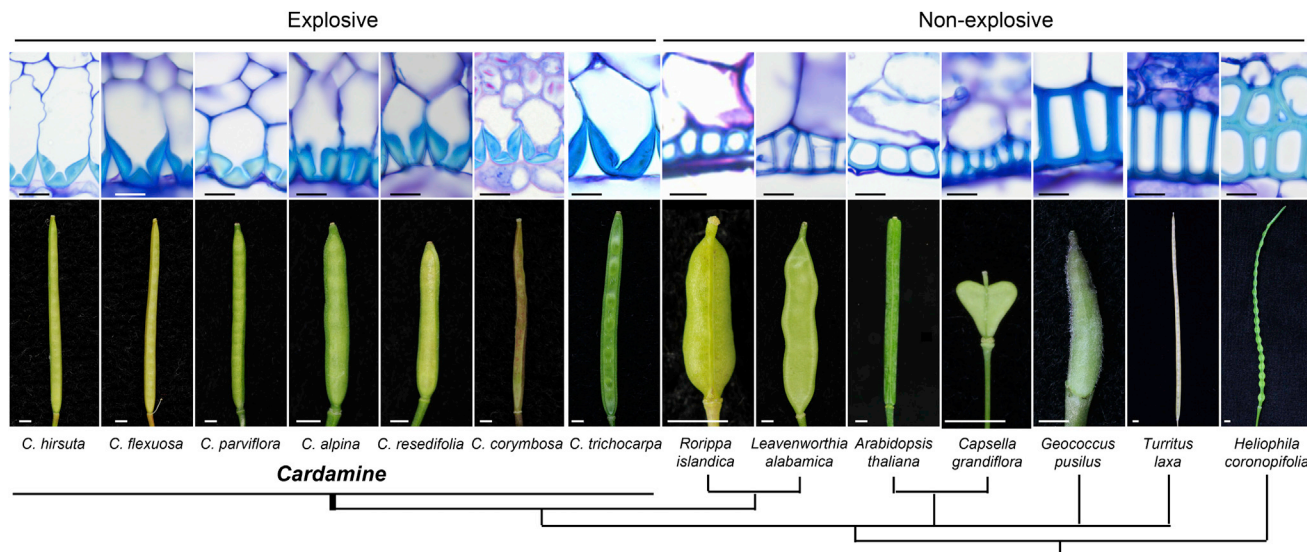 Explosive
Non-explosive
C. hirsuta
C. flexuosa
C. parviflora
C. alpina
C. resedifolia
C. corymbosa
C. trichocarpa
Rorippa
islandica
Leavenworthia
alabamica
Arabidopsis
thaliana
Capsella
grandiflora
Geococcus
pusilus
Turritus
laxa
Heliophila
coronopifolia
Cardamine